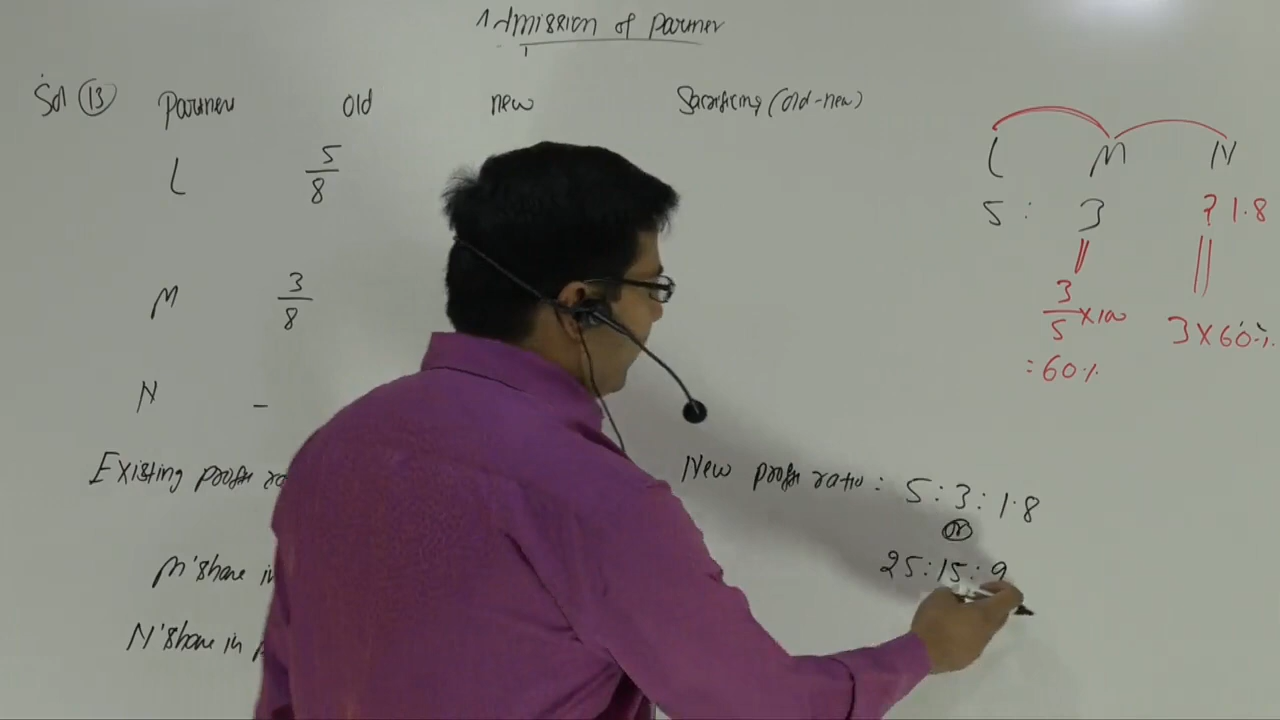 Admission of Partner
Sol (13) Partner Old new Sacrificing (Old-new)
L 5/8
M 3/8
N -
L M N
5 : 3 ? 1.8
3/5 ×100 3×60%
=60%
Existing profit
New profit ratio : 5:3:1.8
or
25:15:9
M's share in
N's share in